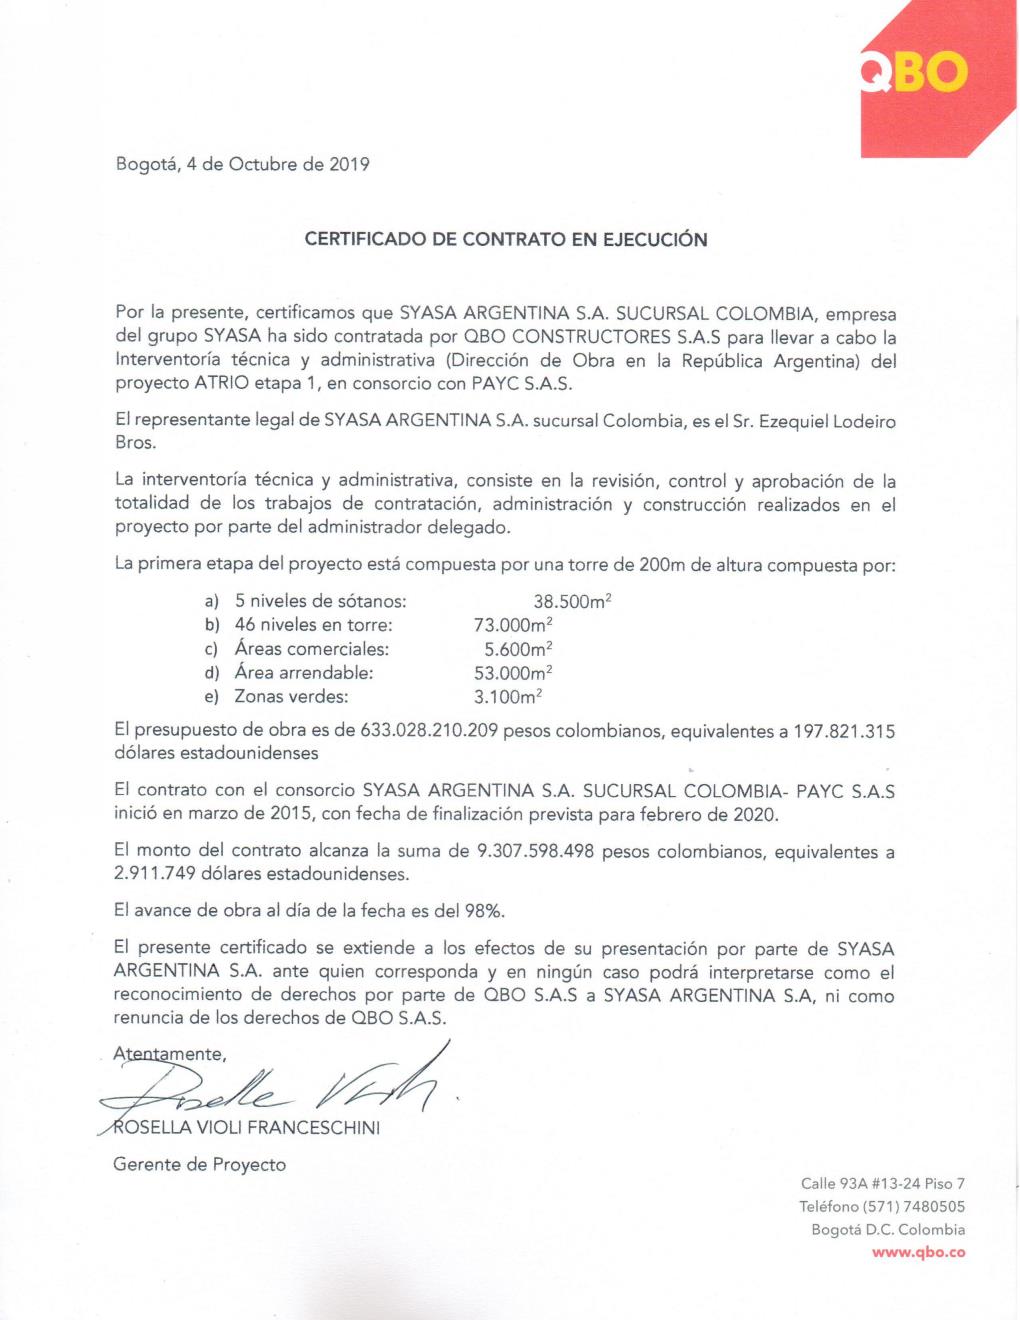 QBO
Bogotá, 4 de Octubre de 2019
CERTIFICADO DE CONTRATO EN EJECUCIÓN
Por la presente, certificamos que SYASA ARGENTINA S.A. SUCURSAL COLOMBIA, empresa
del grupo SYASA ha sido contratada por QBO CONSTRUCTORES S.A.S para llevar a cabo la
Interventoría técnica y administrativa (Dirección de Obra en la República Argentina) del
proyecto ATRIO etapa 1, en consorcio con PAYC S.A.S.
El representante legal de SYASA ARGENTINA S.A. sucursal Colombia, es el Sr. Ezequiel Lodeiro
Bros.
La interventoría técnica y administrativa, consiste en la revisión, control y aprobación de la
totalidad de los trabajos de contratación, administración y construcción realizados en el
proyecto por parte del administrador delegado.
La primera etapa del proyecto está compuesta por una torre de 200m de altura compuesta por:
a) 5 niveles de sótanos: 38.500m²
b) 46 niveles en torre: 73.000m²
c) Áreas comerciales: 5.600m²
d) Área arrendable: 53.000m²
e) Zonas verdes: 3.100m²
El presupuesto de obra es de 633.028.210.209 pesos colombianos, equivalentes a 197.821.315
dólares estadounidenses
El contrato con el consorcio SYASA ARGENTINA S.A. SUCURSAL COLOMBIA- PAYC S.A.S
inició en marzo de 2015, con fecha de finalización prevista para febrero de 2020.
El monto del contrato alcanza la suma de 9.307.598.498 pesos colombianos, equivalentes a
2.911.749 dólares estadounidenses.
El avance de obra al día de la fecha es del 98%.
El presente certificado se extiende a los efectos de su presentación por parte de SYASA
ARGENTINA S.A. ante quien corresponda y en ningún caso podrá interpretarse como el
reconocimiento de derechos por parte de QBO S.A.S a SYASA ARGENTINA S.A, ni como
renuncia de los derechos de QBO S.A.S.
Atentamente,
ROSELLA VIOLI FRANCESCHINI
Gerente de Proyecto
Calle 93A #13-24 Piso 7
Teléfono (571) 7480505
Bogotá D.C. Colombia
www.qbo.co